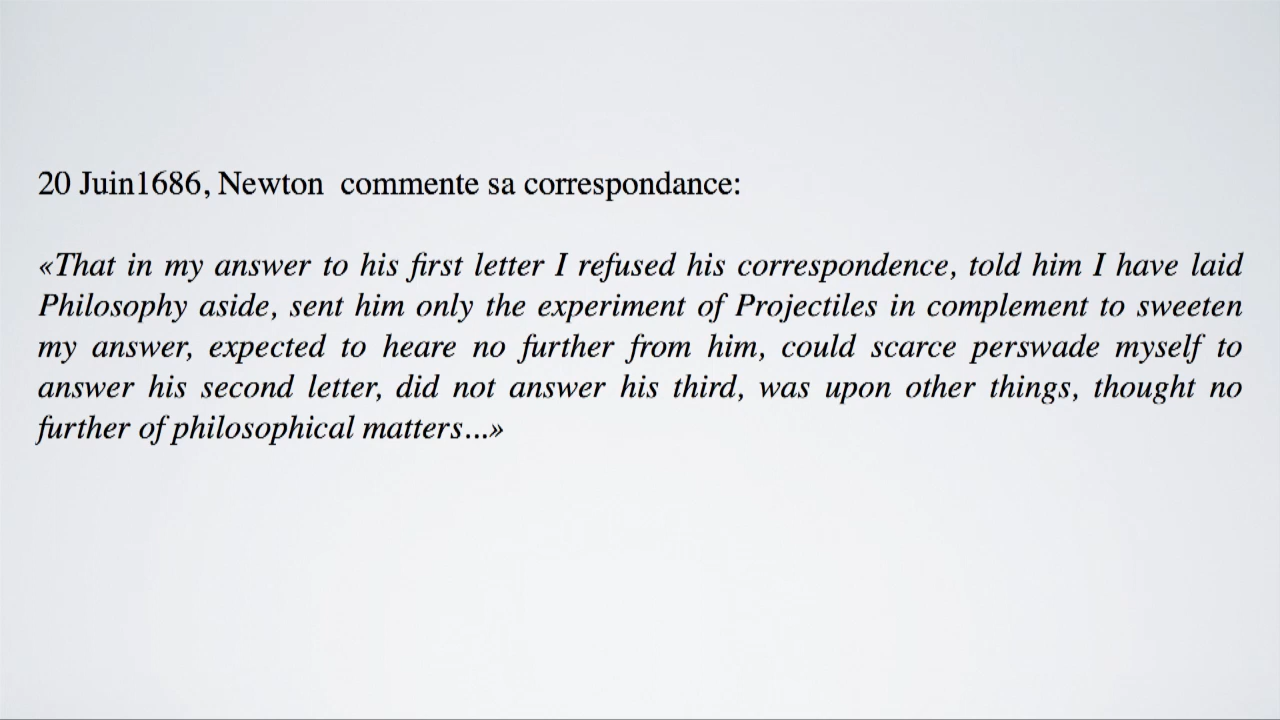 20 Juin1686, Newton  commente sa correspondance:
«That in my answer to his first letter I refused his correspondence, told him I have laid
Philosophy aside, sent him only the experiment of Projectiles in complement to sweeten
my answer, expected to heare no further from him, could scarce perswade myself to
answer his second letter, did not answer his third, was upon other things, thought no
further of philosophical matters...»